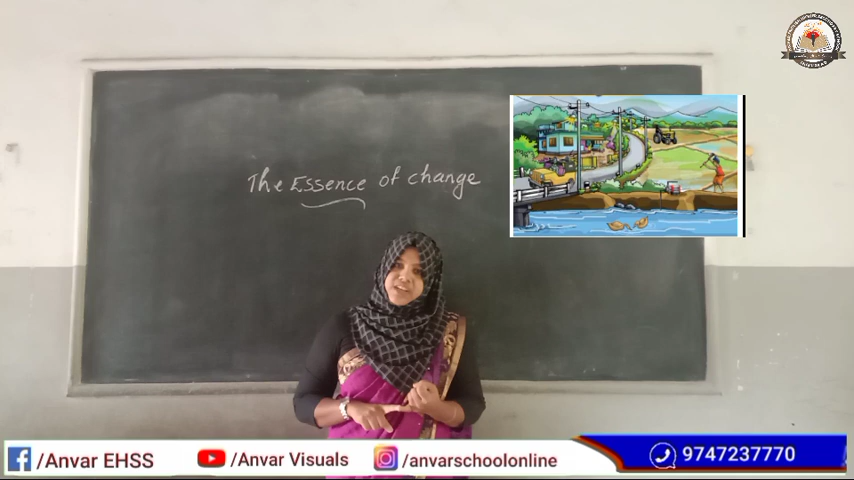 The Essence of change
/Anvar EHSS
/Anvar Visuals
/anvarschoolonline
9747237770